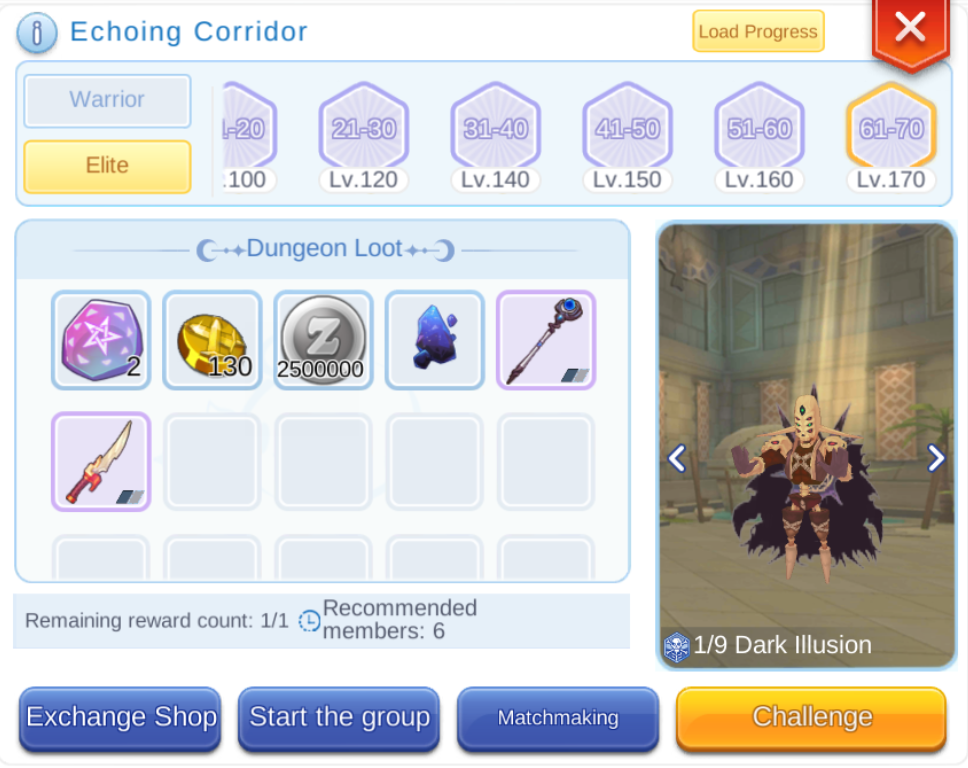 Echoing Corridor
Load Progress
Warrior
Elite
-20
21-30
31-40
41-50
51-60
61-70
.100
Lv.120
Lv.140
Lv.150
Lv.160
Lv.170
Dungeon Loot
2
130
Z
2500000
Remaining reward count: 1/1
Recommended
members: 6
1/9 Dark Illusion
Exchange Shop
Start the group
Matchmaking
Challenge